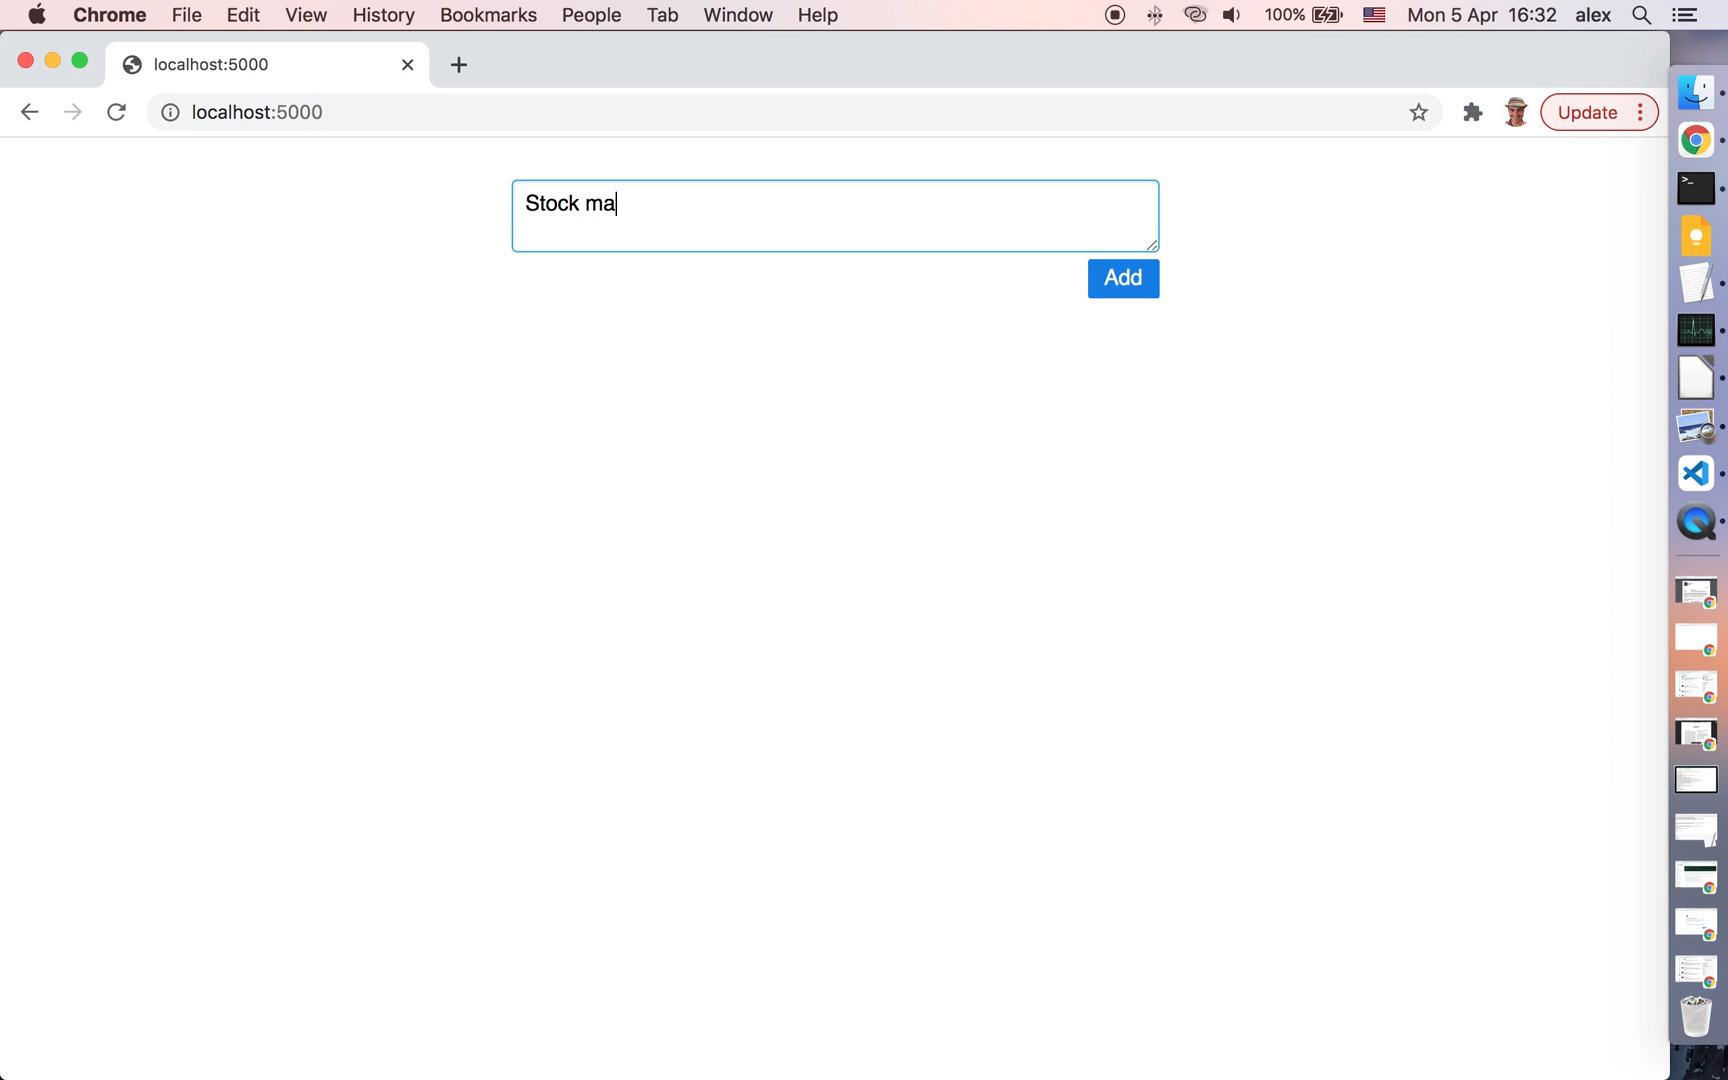 Chrome File Edit View History Bookmarks People Tab Window Help 100% Mon 5 Apr 16:32 alex
localhost:5000
localhost:5000 Update
Stock ma
Add